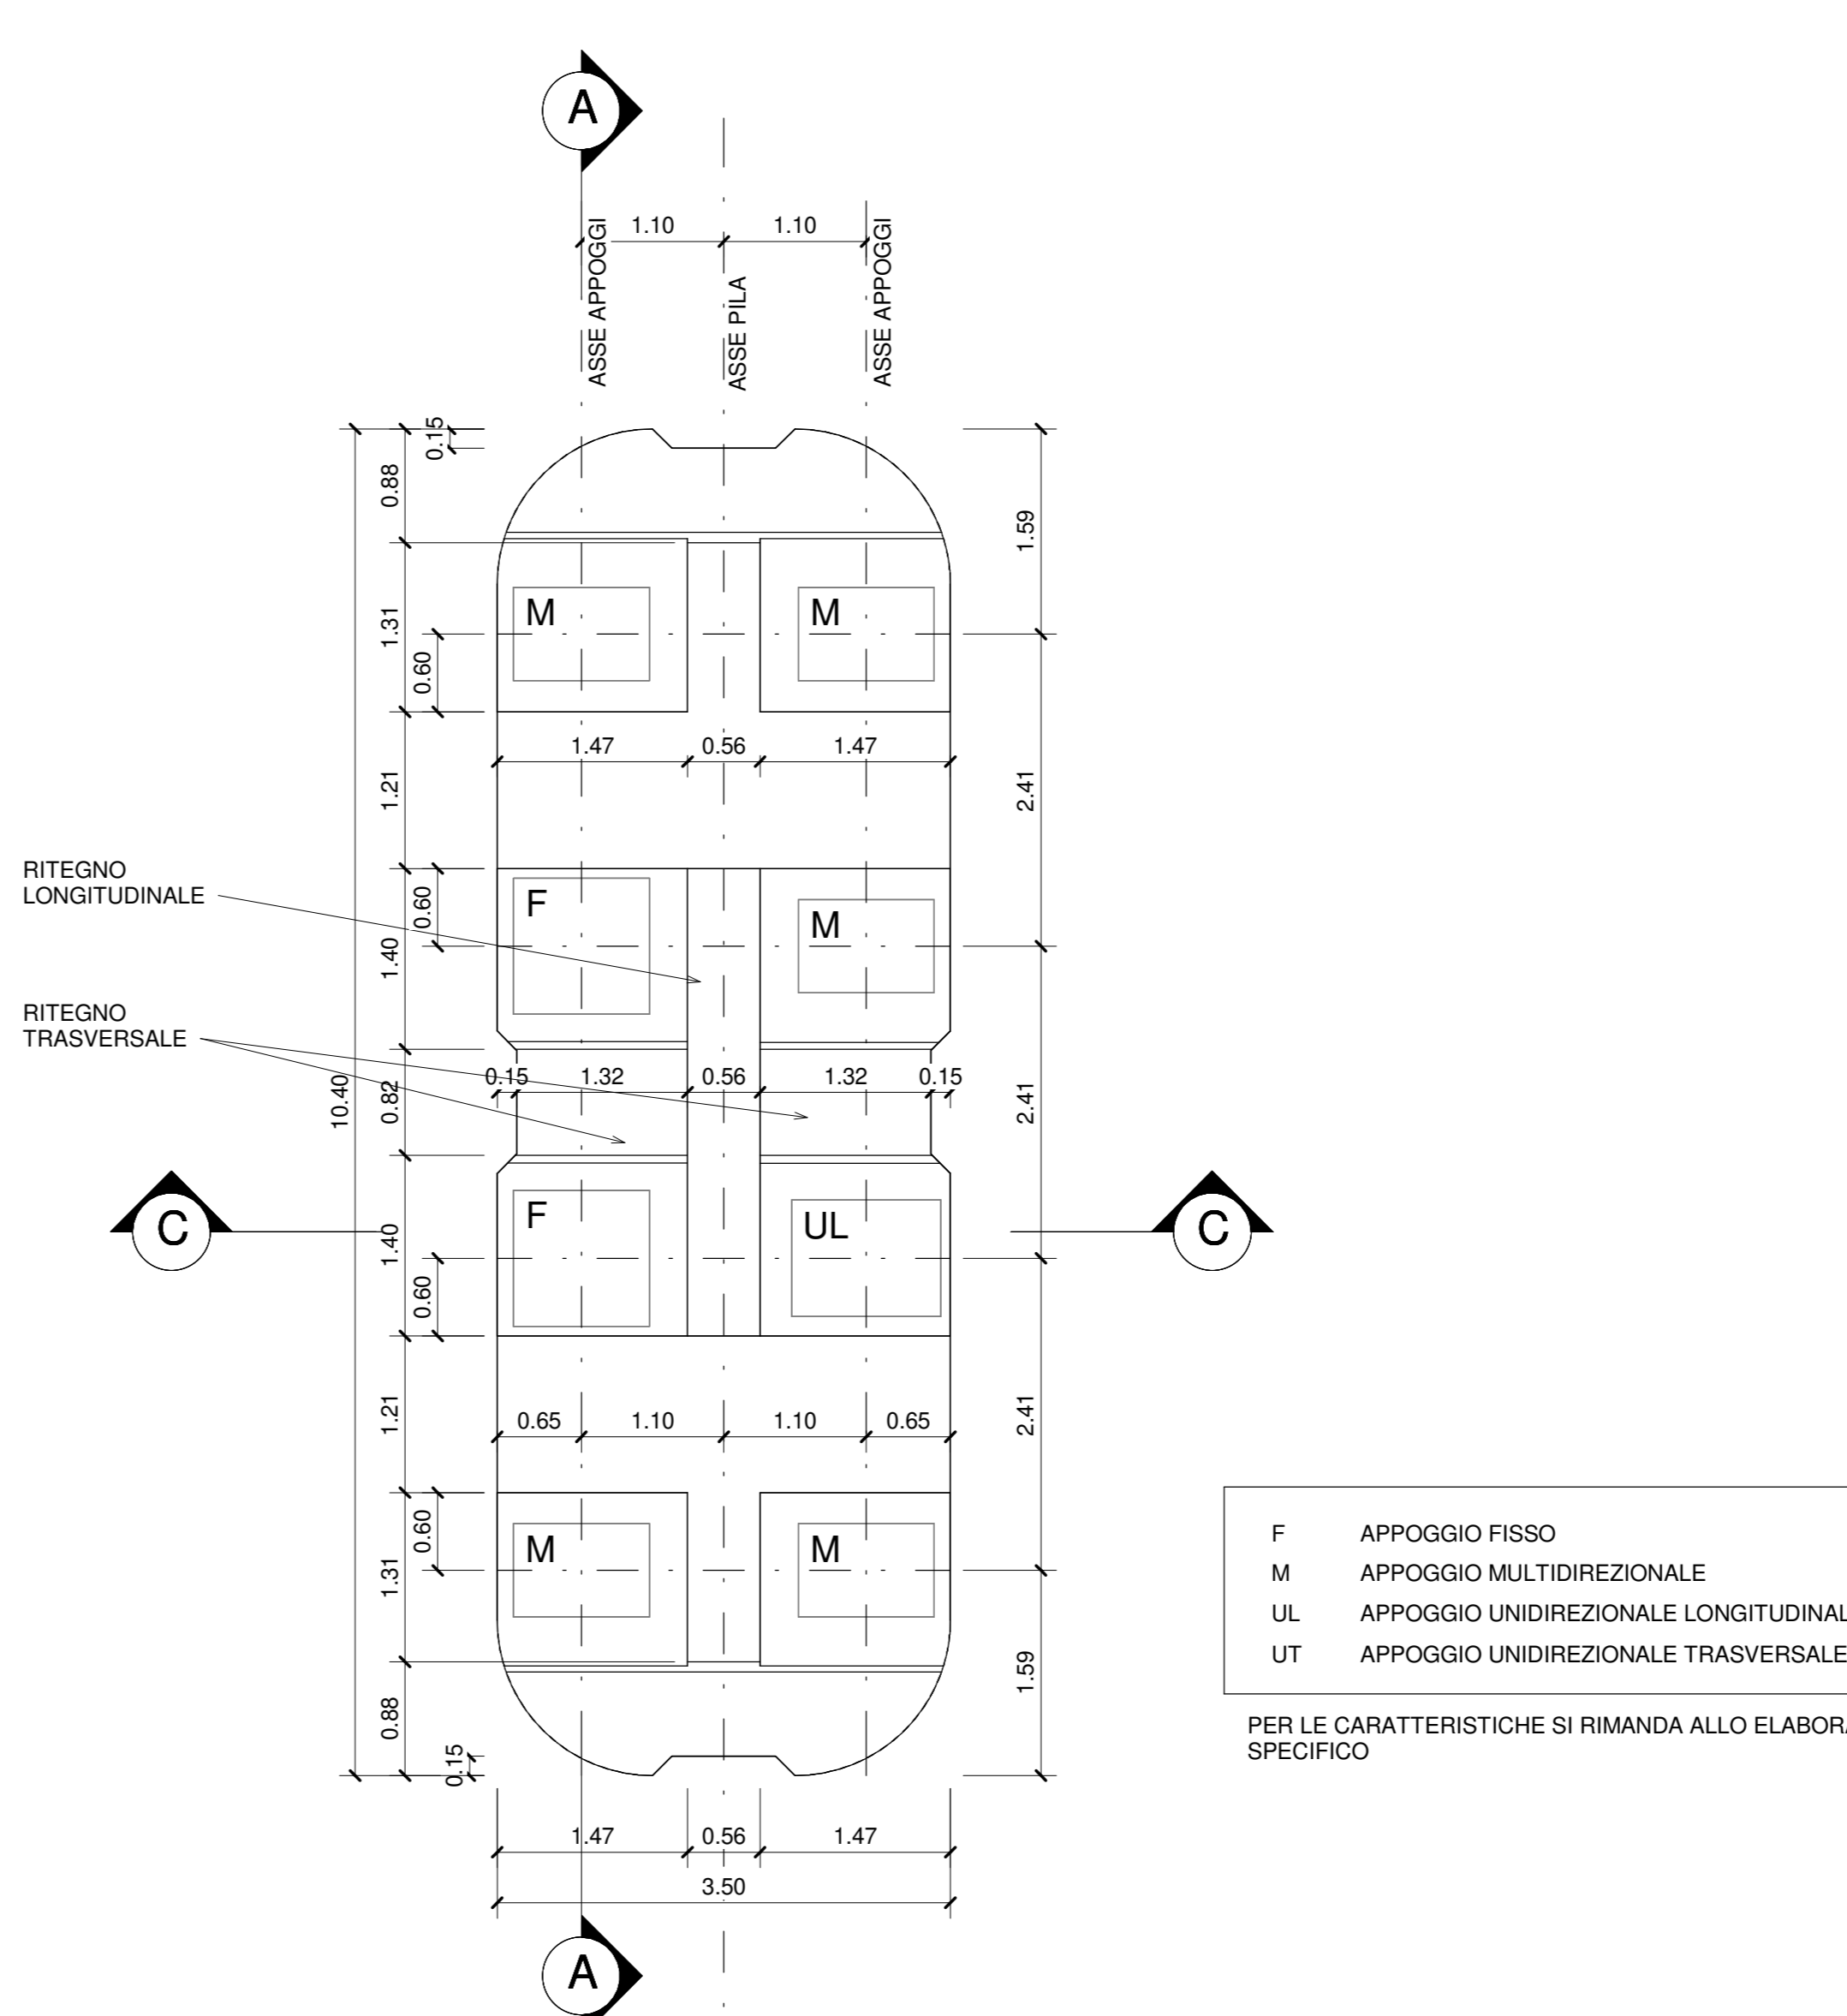 A
1.10 1.10
ASSE APPOGGI
ASSE PILA
ASSE APPOGGI
0.15
0.88
1.59
1.31
M M
0.60
1.47 0.56 1.47
1.21
2.41
RITEGNO
LONGITUDINALE
0.60
F M
1.40
RITEGNO
TRASVERSALE
0.15 1.32 0.56 1.32 0.15
10.40
0.82
2.41
C C
F UL
1.40
0.60
0.65 1.10 1.10 0.65
1.21
2.41
0.60
M M
1.31
1.59
0.88
0.15
1.47 0.56 1.47
3.50
A
F APPOGGIO FISSO
M APPOGGIO MULTIDIREZIONALE
UL APPOGGIO UNIDIREZIONALE LONGITUDINAL
UT APPOGGIO UNIDIREZIONALE TRASVERSALE
PER LE CARATTERISTICHE SI RIMANDA ALLO ELABORA
SPECIFICO